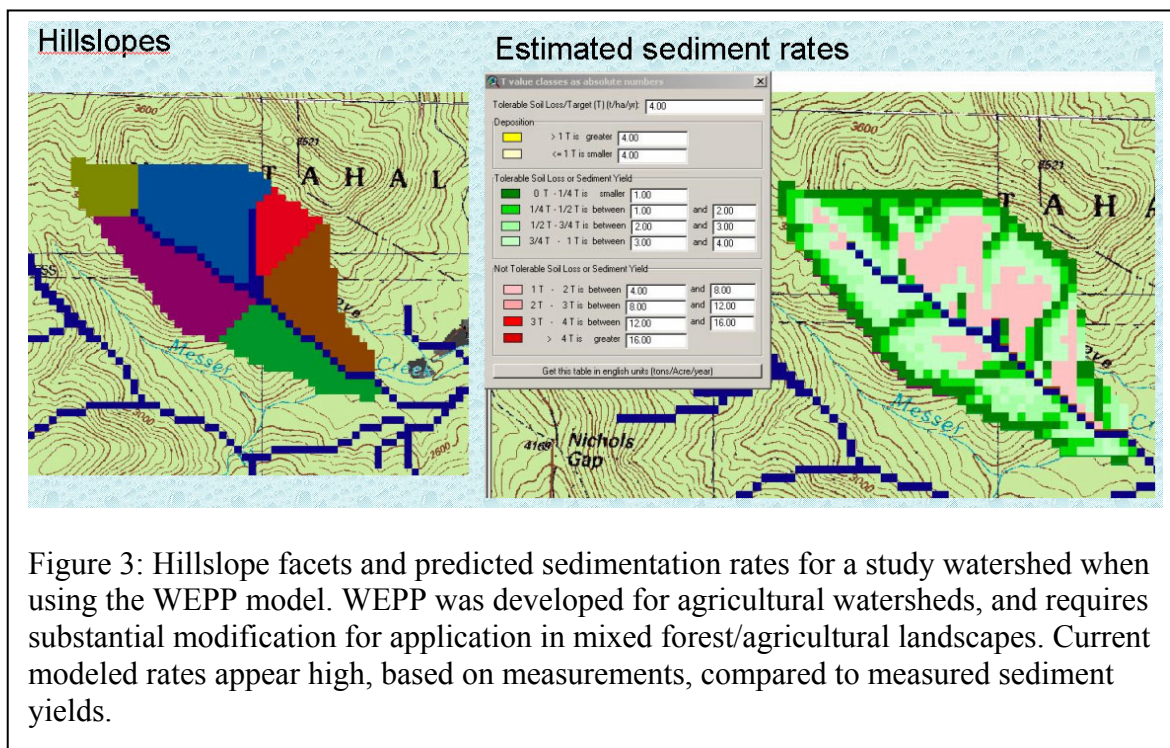 Hillslopes
Estimated sediment rates
T value classes as absolute numbers
Tolerable Soil Loss/Target (T) (t/ha/yr): 4.00
Deposition
> 1 T is greater 4.00
<= 1 T is smaller 4.00
Tolerable Soil Loss or Sediment Yield
0 T - 1/4 T is smaller 1.00
1/4 T - 1/2 T is between 1.00 and 2.00
1/2 T - 3/4 T is between 2.00 and 3.00
3/4 T - 1 T is between 3.00 and 4.00
Not Tolerable Soil Loss or Sediment Yield
1 T - 2 T is between 4.00 and 8.00
2 T - 3 T is between 8.00 and 12.00
3 T - 4 T is between 12.00 and 16.00
> 4 T is greater 16.00
Get this table in english units (tons/Acre/year)
3600
T A H A L
Messer
Creek
2600
3000
3600
T A H A
Messer
4169
Nichols
Gap
3000
Figure 3: Hillslope facets and predicted sedimentation rates for a study watershed when
using the WEPP model. WEPP was developed for agricultural watersheds, and requires
substantial modification for application in mixed forest/agricultural landscapes. Current
modeled rates appear high, based on measurements, compared to measured sediment
yields.